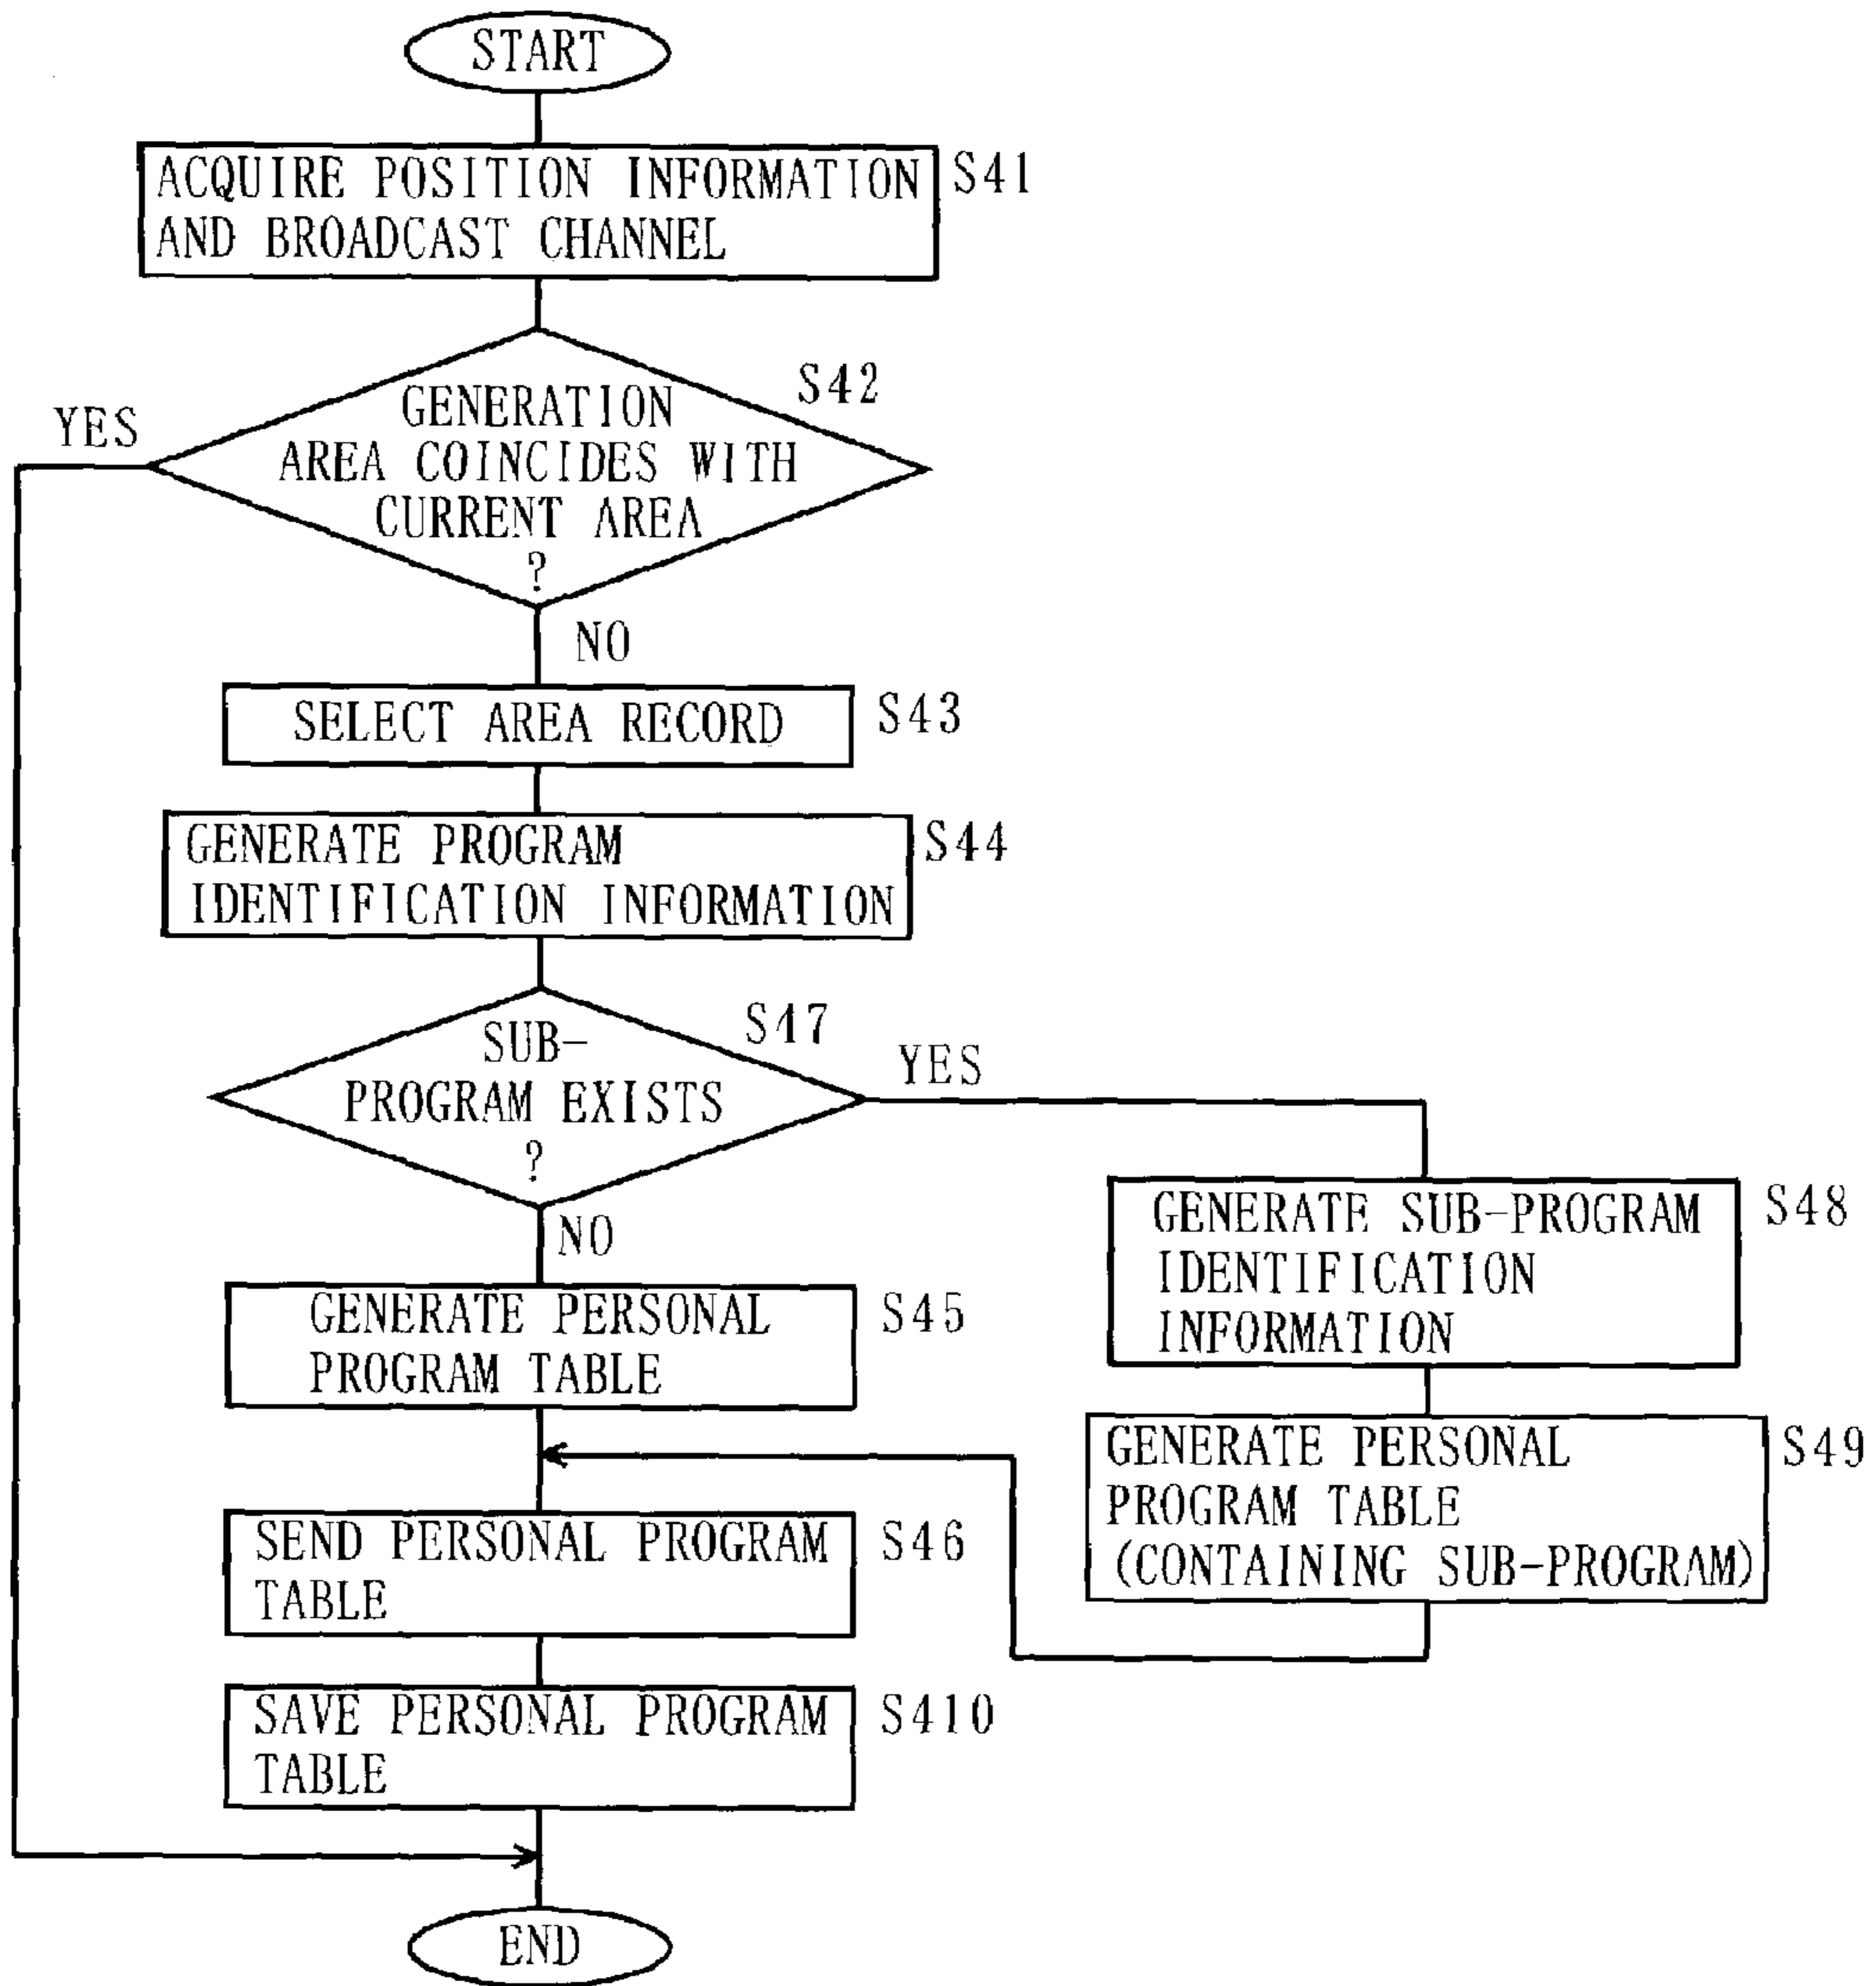 START
ACQUIRE POSITION INFORMATION
AND BROADCAST CHANNEL
S41
S42
GENERATION
AREA COINCIDES WITH
CURRENT AREA
?
YES
NO
SELECT AREA RECORD
S43
GENERATE PROGRAM
IDENTIFICATION INFORMATION
S44
S47
SUB-
PROGRAM EXISTS
?
YES
NO
GENERATE PERSONAL
PROGRAM TABLE
S45
GENERATE SUB-PROGRAM
IDENTIFICATION
INFORMATION
S48
GENERATE PERSONAL
PROGRAM TABLE
(CONTAINING SUB-PROGRAM)
S49
SEND PERSONAL PROGRAM
TABLE
S46
SAVE PERSONAL PROGRAM
TABLE
S410
END